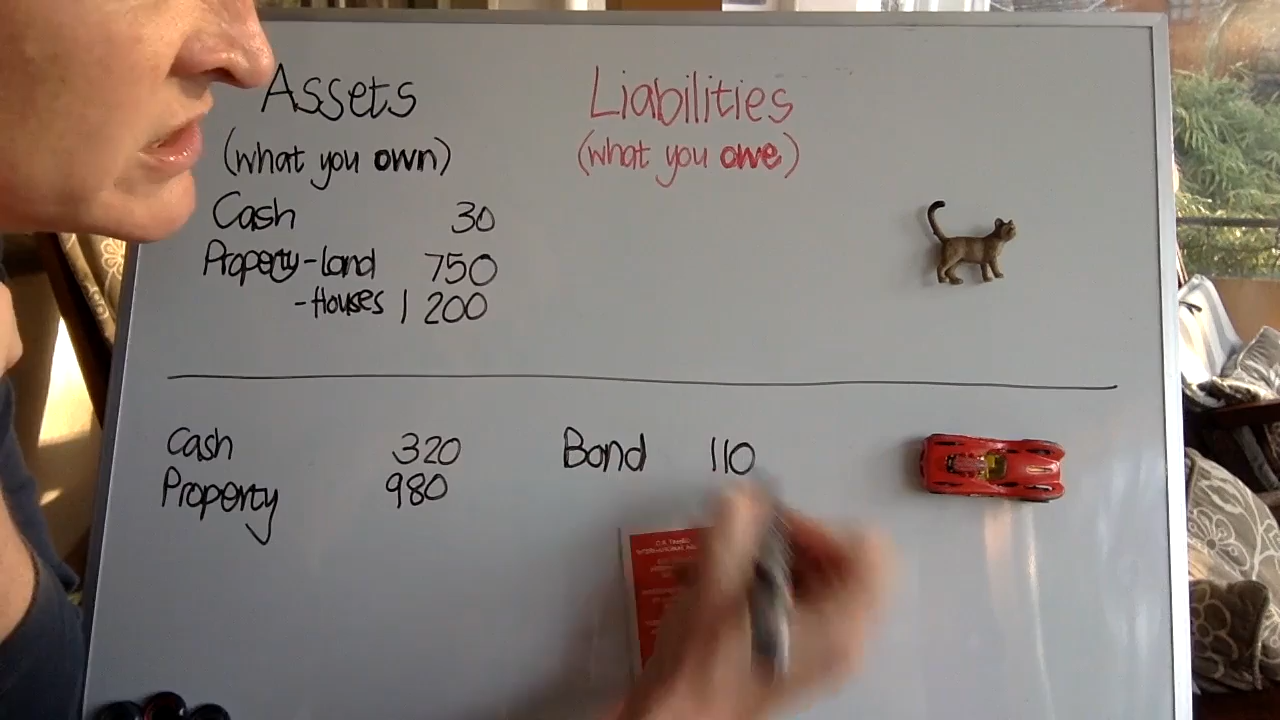 Assets
(what you own)
Liabilities
(what you owe)
Cash 30
Property - Land 750
- Houses 1 200
Cash 320
Property 980
Bond 110